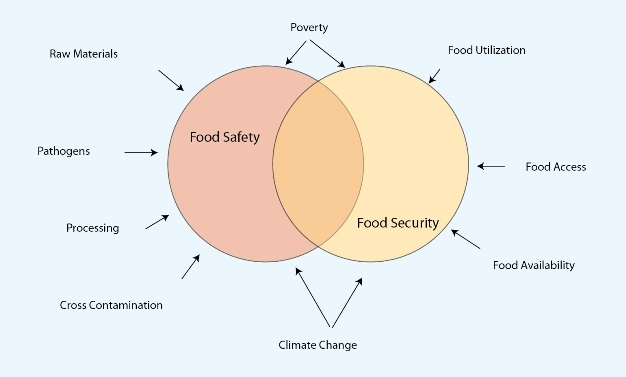 Poverty
Raw Materials
Food Utilization
Food Safety
Pathogens
Food Access
Food Security
Processing
Food Availability
Cross Contamination
Climate Change